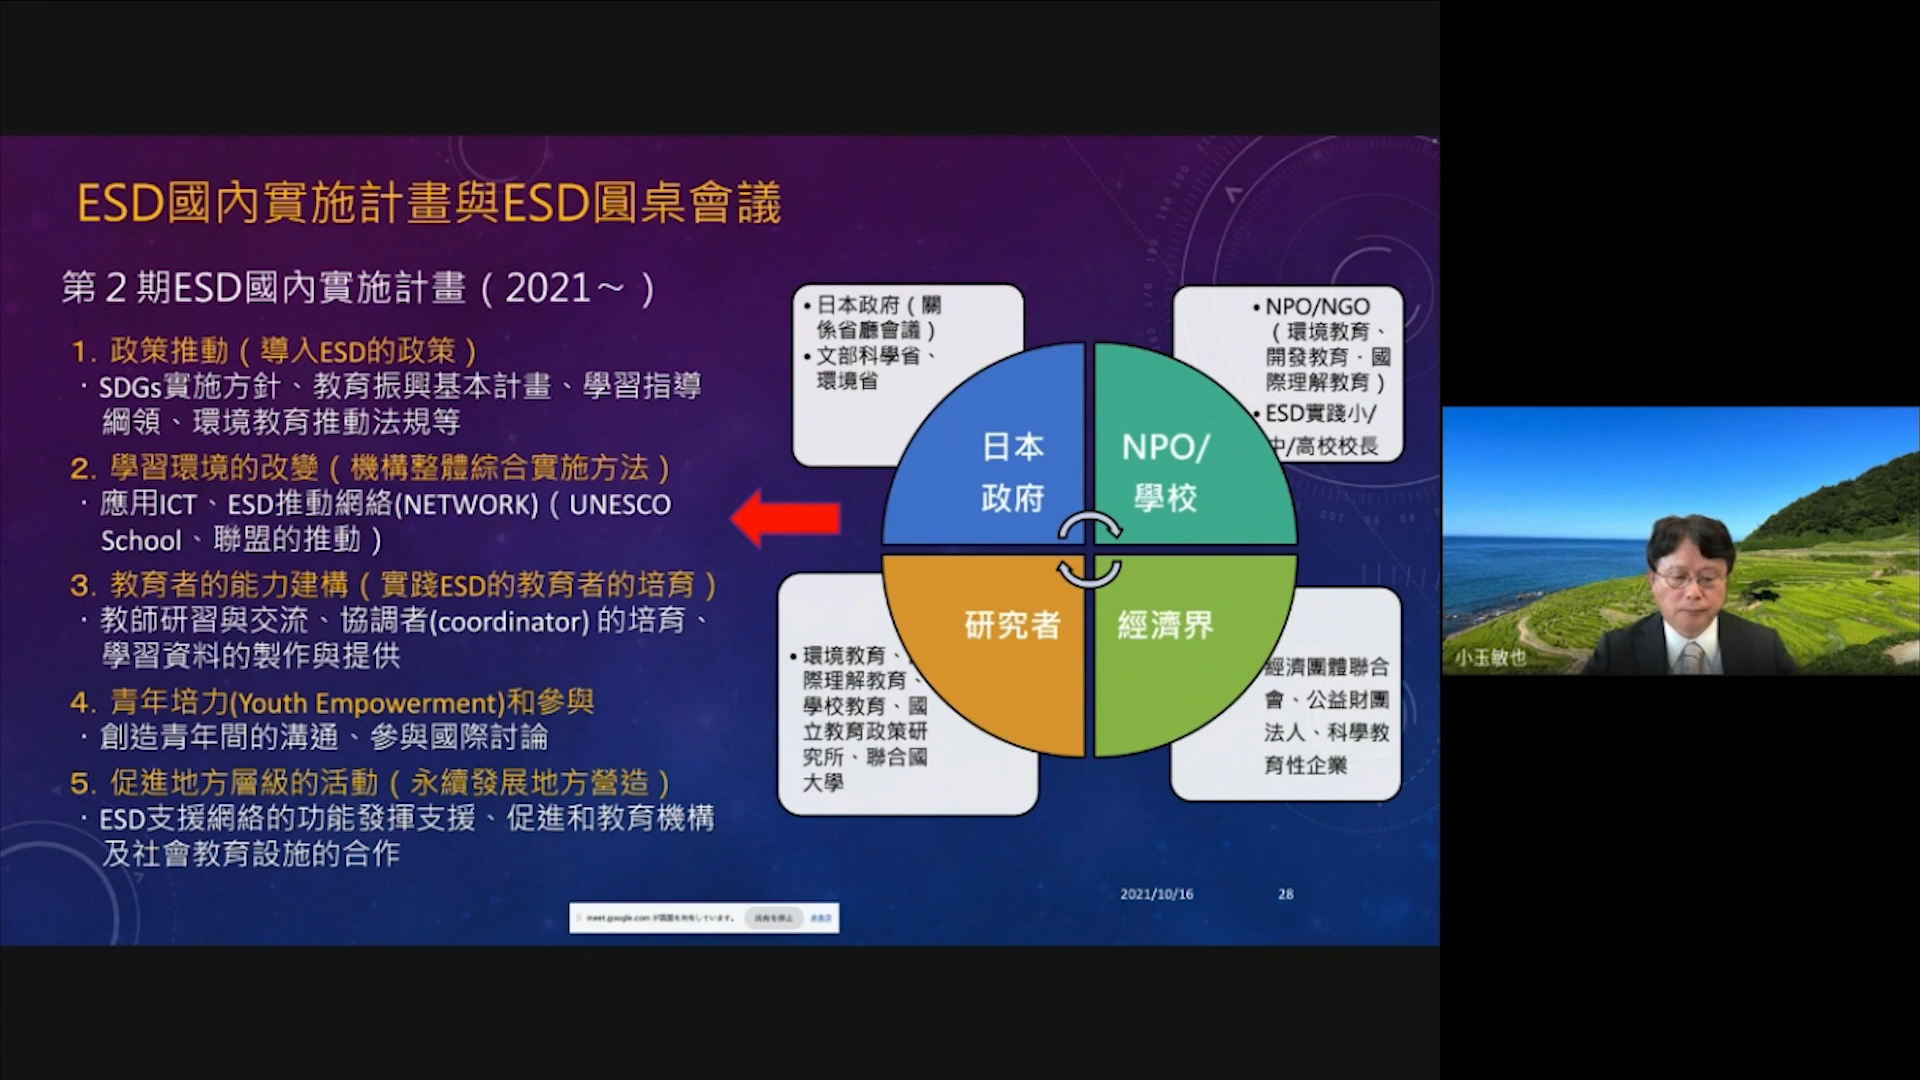 ESD國內實施計畫與ESD圓桌會議
第2期ESD國內實施計畫（2021～）
1. 政策推動（導入ESD的政策）
・SDGs實施方針、教育振興基本計畫、學習指導
綱領、環境教育推動法規等
2. 學習環境的改變（機構整體綜合實施方法）
・應用ICT、ESD推動網絡(NETWORK)（UNESCO
School、聯盟的推動）
3. 教育者的能力建構（實踐ESD的教育者的培育）
・教師研習與交流、協調者(coordinator) 的培育、
學習資料的製作與提供
4. 青年培力(Youth Empowerment)和參與
・創造青年間的溝通、參與國際討論
5. 促進地方層級的活動（永續發展地方營造）
・ESD支援網絡的功能發揮支援、促進和教育機構
及社會教育設施的合作
•日本政府（關
係省廳會議）
•文部科學省、
環境省
•NPO/NGO
（環境教育、
開發教育・國
際理解教育）
•ESD實踐小/
中/高校校長
日本
政府
NPO/
學校
研究者
經濟界
•環境教育、
際理解教育、
學校教育、國
立教育政策研
究所、聯合國
大學
經濟團體聯合
會、公益財團
法人、科學教
育性企業
2021/10/16
28
meet.google.com が画面を共有しています。
共有を停止
非表示
小玉敏也